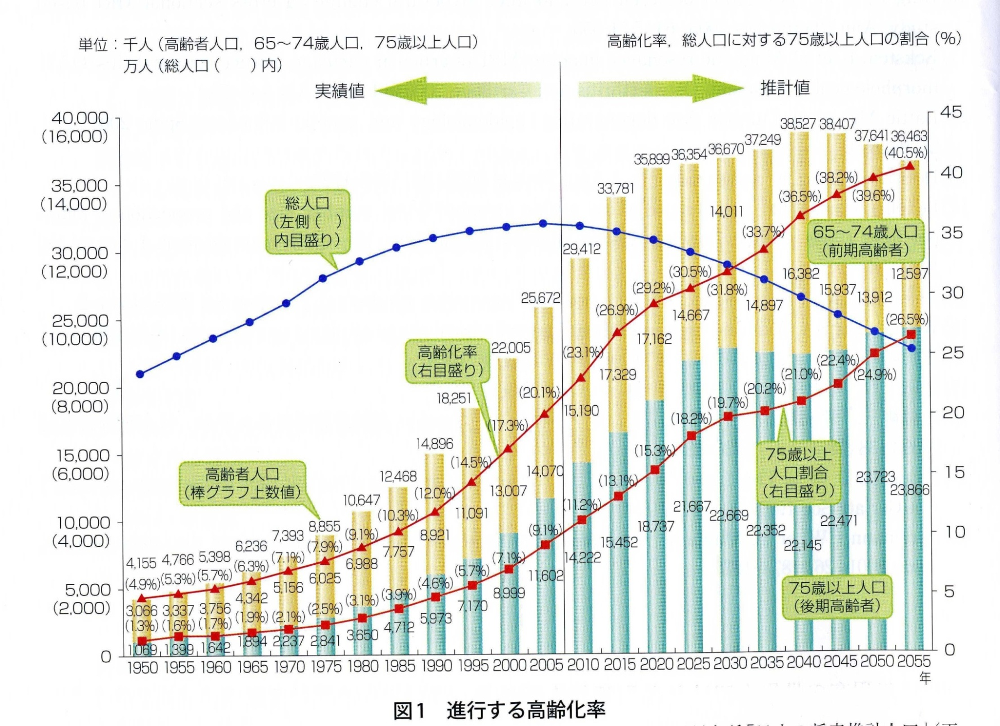 単位：千人（高齢者人口，65〜74歳人口，75歳以上人口）
万人（総人口（　　）内）
高齢化率，総人口に対する75歳以上人口の割合（%）
実績値
推計値
40,000
(16,000)
35,000
(14,000)
30,000
(12,000)
25,000
(10,000)
20,000
(8,000)
15,000
(6,000)
10,000
(4,000)
5,000
(2,000)
0
45
40
35
30
25
20
15
10
5
0
総人口
（左側（　）
内目盛り）
高齢化率
（右目盛り）
高齢者人口
（棒グラフ上数値）
65〜74歳人口
（前期高齢者）
75歳以上
人口割合
（右目盛り）
75歳以上人口
（後期高齢者）
4,155 4,766 5,398 6,236 7,393 8,855 10,647 12,468 14,896 18,251 22,005 25,672 29,412 33,781 35,899 36,354 36,670 37,249 38,527 38,407 37,641 36,463
(4.9%) (5.3%) (5.7%) (6.3%) (7.1%) (7.9%) (9.1%) (10.3%) (12.0%) (14.5%) (17.3%) (20.1%) (23.1%) (26.9%) (29.2%) (30.5%) (31.8%) (33.7%) (36.5%) (38.2%) (39.6%) (40.5%)
3,066 3,337 3,756 4,342 5,156 6,025 6,988 7,757 8,921 11,091 13,007 14,070 15,190 17,329 17,162 14,667 14,011 14,897 16,382 15,937 13,912 12,597
(1.3%) (1.6%) (1.7%) (1.9%) (2.1%) (2.5%) (3.1%) (3.9%) (4.6%) (5.7%) (7.1%) (9.1%) (11.2%) (13.1%) (15.3%) (18.2%) (19.7%) (20.2%) (21.0%) (22.4%) (24.9%) (26.5%)
1,069 1,399 1,642 1,894 2,237 2,841 3,650 4,712 5,973 7,170 8,999 11,602 14,222 15,452 18,737 21,667 22,669 22,352 22,145 22,471 23,723 23,866
1950 1955 1960 1965 1970 1975 1980 1985 1990 1995 2000 2005 2010 2015 2020 2025 2030 2035 2040 2045 2050 2055
年
図1　進行する高齢化率